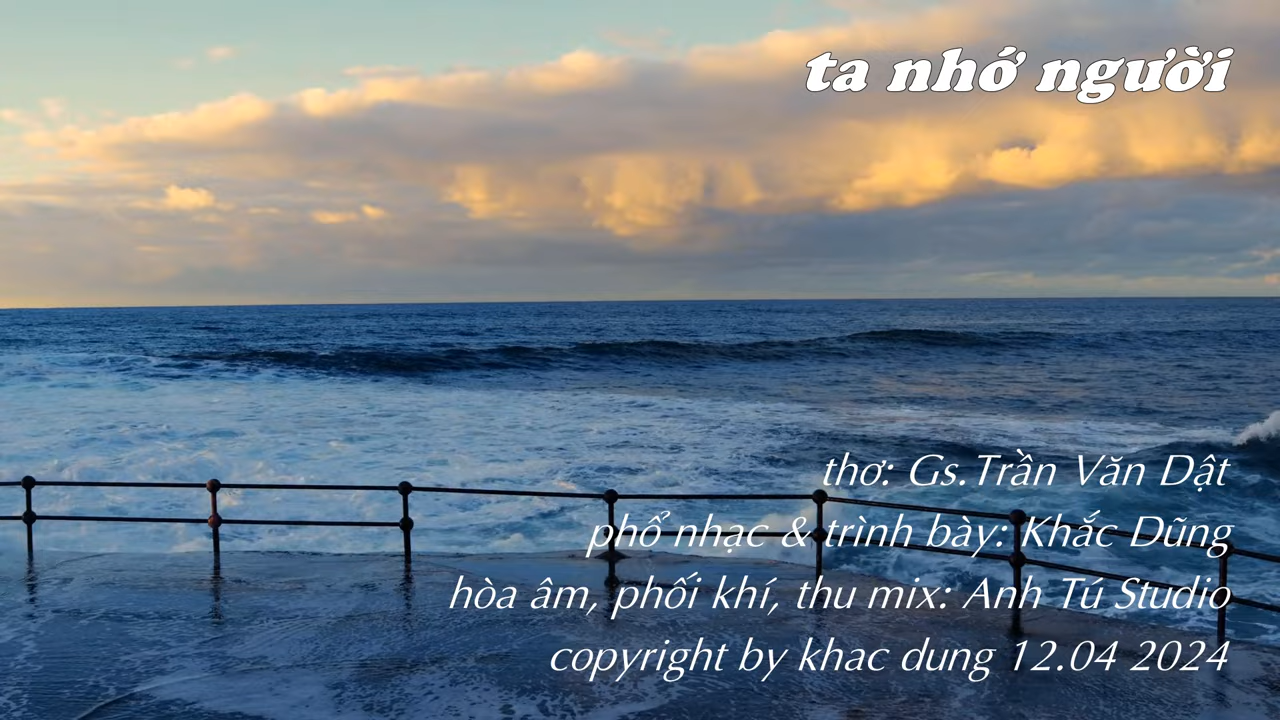 ta nhớ người
thơ: Gs.Trần Văn Dật
phổ nhạc & trình bày: Khắc Dũng
hòa âm, phối khí, thu mix: Anh Tú Studio
copyright by khac dung 12.04 2024